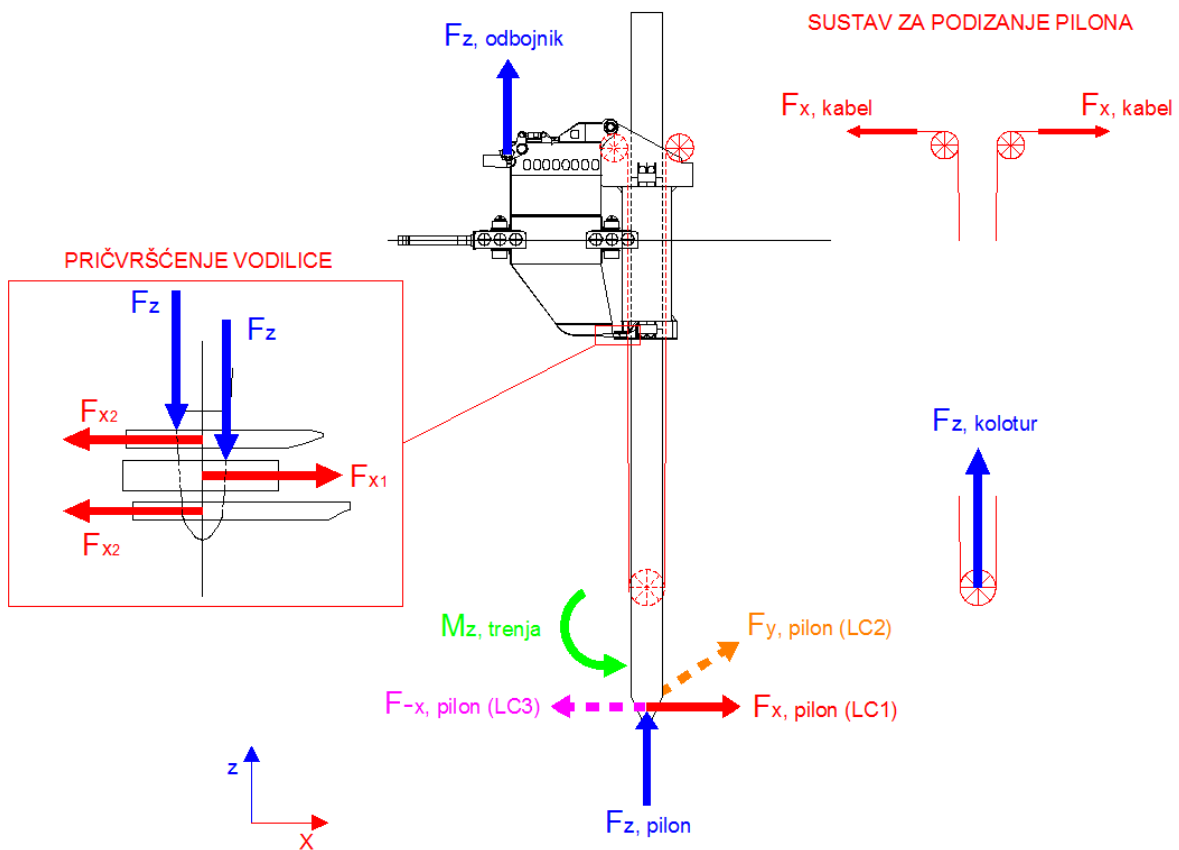 SUSTAV ZA PODIZANJE PILONA
Fz, odbojnik
Fx, kabel
Fx, kabel
PRIČVRŠĆENJE VODILICE
Fz
Fz
Fx2
Fx1
Fx2
Fz, kolotur
Mz, trenja
Fy, pilon (LC2)
F-x, pilon (LC3)
Fx, pilon (LC1)
Fz, pilon
z
X